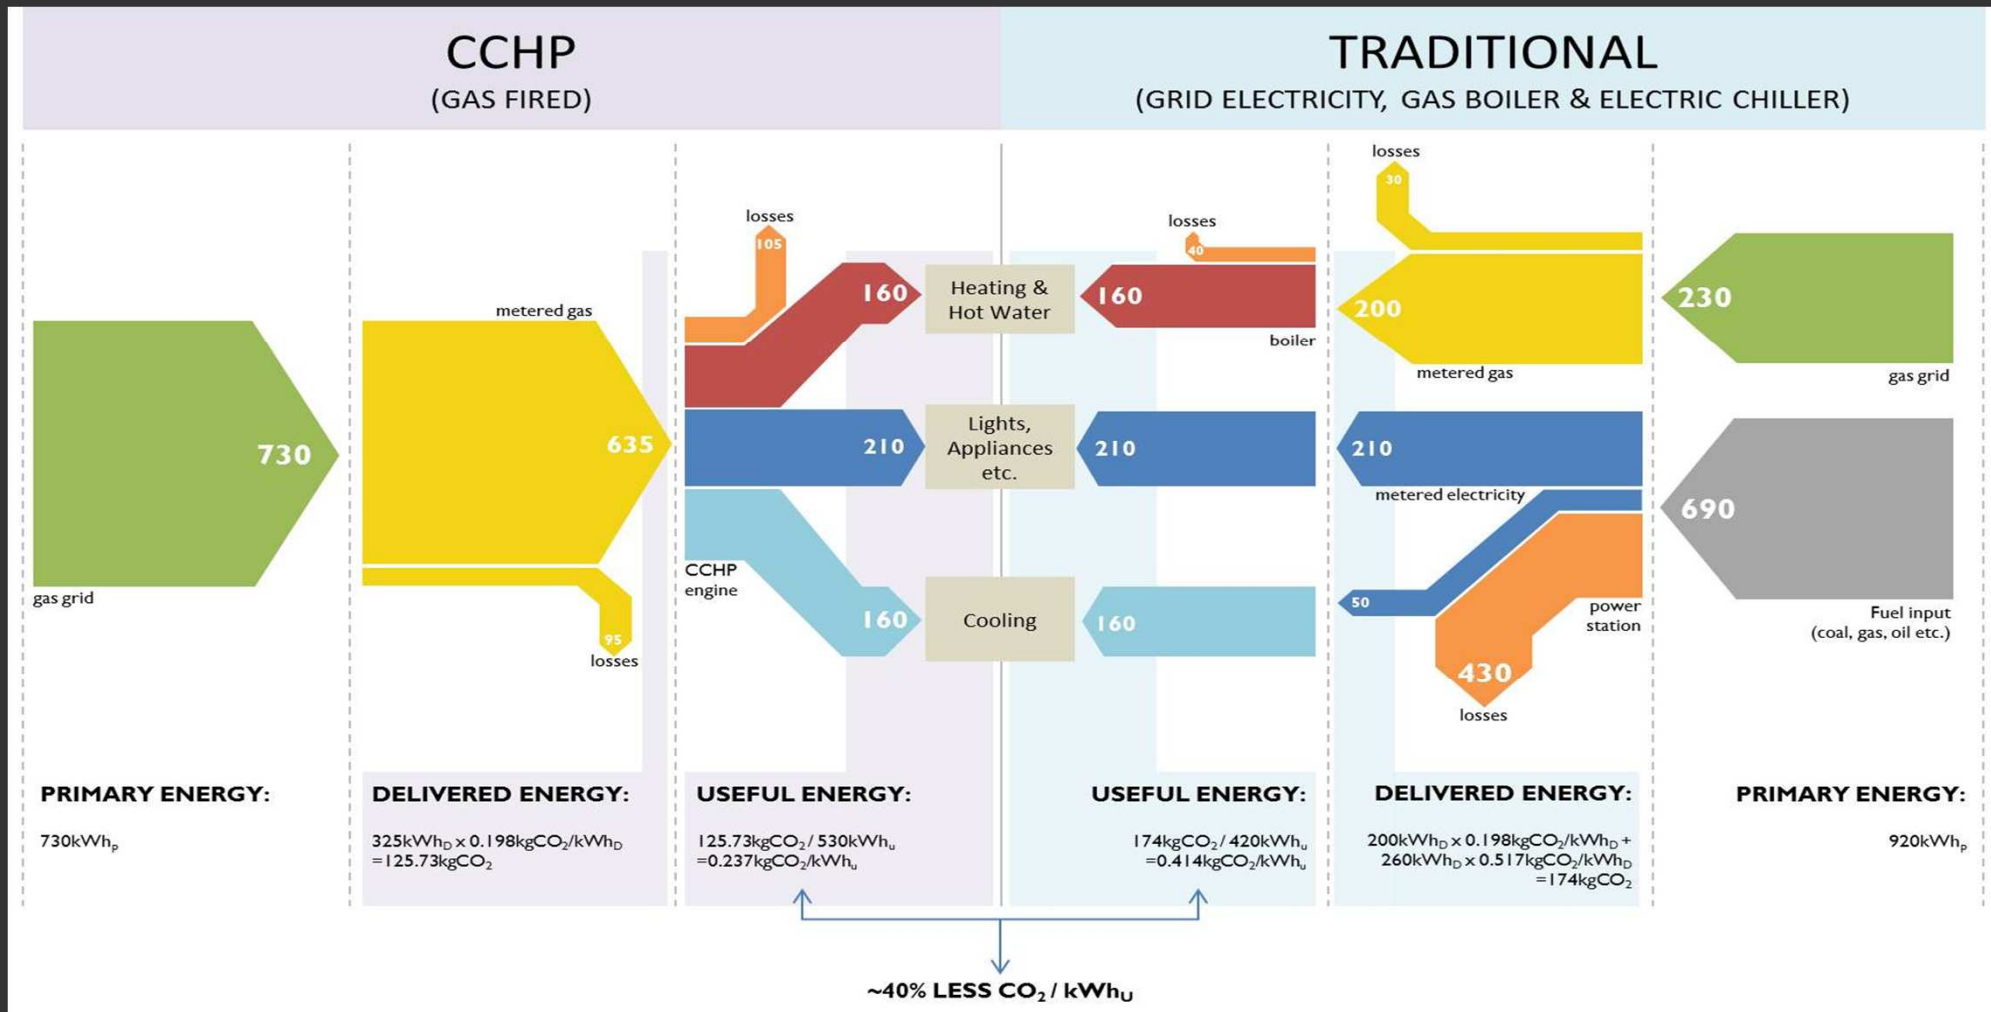 CCHP
(GAS FIRED)
TRADITIONAL
(GRID ELECTRICITY, GAS BOILER & ELECTRIC CHILLER)
730
gas grid
metered gas
635
95
losses
losses
105
160
210
160
CCHP
engine
Heating &
Hot Water
Lights,
Appliances
etc.
Cooling
losses
40
160
boiler
210
160
losses
30
200
metered gas
210
metered electricity
50
430
losses
power
station
230
gas grid
690
Fuel input
(coal, gas, oil etc.)
PRIMARY ENERGY:
730kWhₚ
DELIVERED ENERGY:
325kWh_D x 0.198kgCO₂/kWh_D
=125.73kgCO₂
USEFUL ENERGY:
125.73kgCO₂/ 530kWhᵤ
=0.237kgCO₂/kWhᵤ
USEFUL ENERGY:
174kgCO₂/ 420kWhᵤ
=0.414kgCO₂/kWhᵤ
DELIVERED ENERGY:
200kWh_D x 0.198kgCO₂/kWh_D +
260kWh_D x 0.517kgCO₂/kWh_D
=174kgCO₂
PRIMARY ENERGY:
920kWhₚ
~40% LESS CO₂ / kWh_U